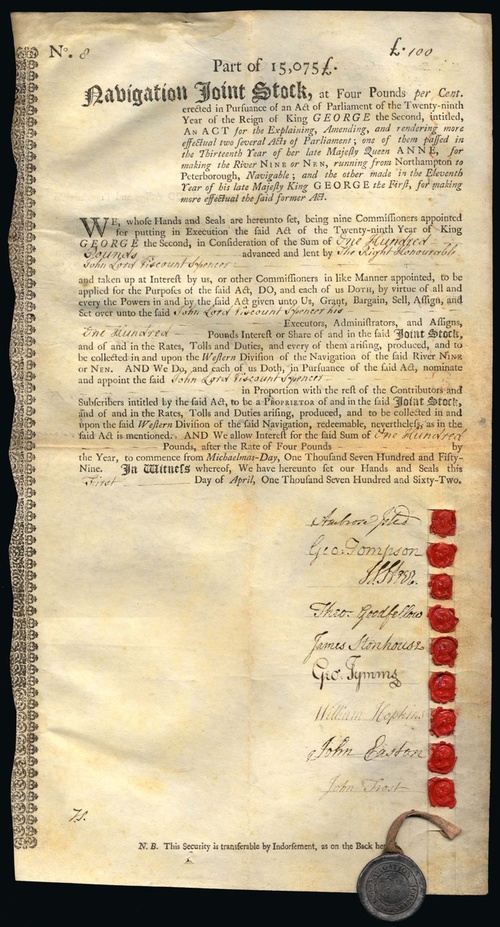 No. 8 £. 100
Part of 15,075£.
Navigation Joint Stock, at Four Pounds per Cent.
erected in Pursuance of an Act of Parliament of the Twenty-ninth
Year of the Reign of King GEORGE the Second, intitled,
AN ACT for the Explaining, Amending, and rendering more
effectual two several Acts of Parliament; one of them passed in
the Thirteenth Year of her late Majesty Queen ANNE, for
making the River NINE or NEN, running from Northampton to
Peterborough, Navigable; and the other made in the Eleventh
Year of his late Majesty King GEORGE the First, for making
more effectual the said former Act.
WE, whose Hands and Seals are hereunto set, being nine Commissioners appointed
for putting in Execution the said Act of the Twenty-ninth Year of King
GEORGE the Second, in Consideration of the Sum of One Hundred
Pounds advanced and lent by The Right Honourable
John Lord Viscount Spencer
and taken up at Interest by us, or other Commissioners in like Manner appointed, to be
applied for the Purposes of the said Act, DO, and each of us DOTH, by virtue of all and
every the Powers in and by the said Act given unto Us, Grant, Bargain, Sell, Assign, and
Set over unto the said John Lord Viscount Spencer his
Executors, Administrators, and Assigns,
One Hundred Pounds Interest or Share of and in the said Joint Stock,
and of and in the Rates, Tolls and Duties, and every of them arising, produced, and to
be collected in and upon the Western Division of the Navigation of the said River NINE
or NEN. AND We Do, and each of us Doth, in Pursuance of the said Act, nominate
and appoint the said John Lord Viscount Spencer
in Proportion with the rest of the Contributors and
Subscribers intitled by the said Act, to be a PROPRIETOR of and in the said Joint Stock,
and of and in the Rates, Tolls and Duties arising, produced, and to be collected in and
upon the said Western Division of the said Navigation, redeemable, nevertheless, as in the
said Act is mentioned. AND We allow Interest for the said Sum of One Hundred
Pounds, after the Rate of Four Pounds by
the Year, to commence from Michaelmas-Day, One Thousand Seven Hundred and Fifty-
Nine. In Witness whereof, We have hereunto set our Hands and Seals this
First Day of April, One Thousand Seven Hundred and Sixty-Two.
Ambrose Isted
Geo. Tompson
Theo. Goodfellow
James Stonhouse
Geo. Tymms
William Hopkins
John Easton
John Frost
N. B. This Security is transferable by Indorsement, as on the Back